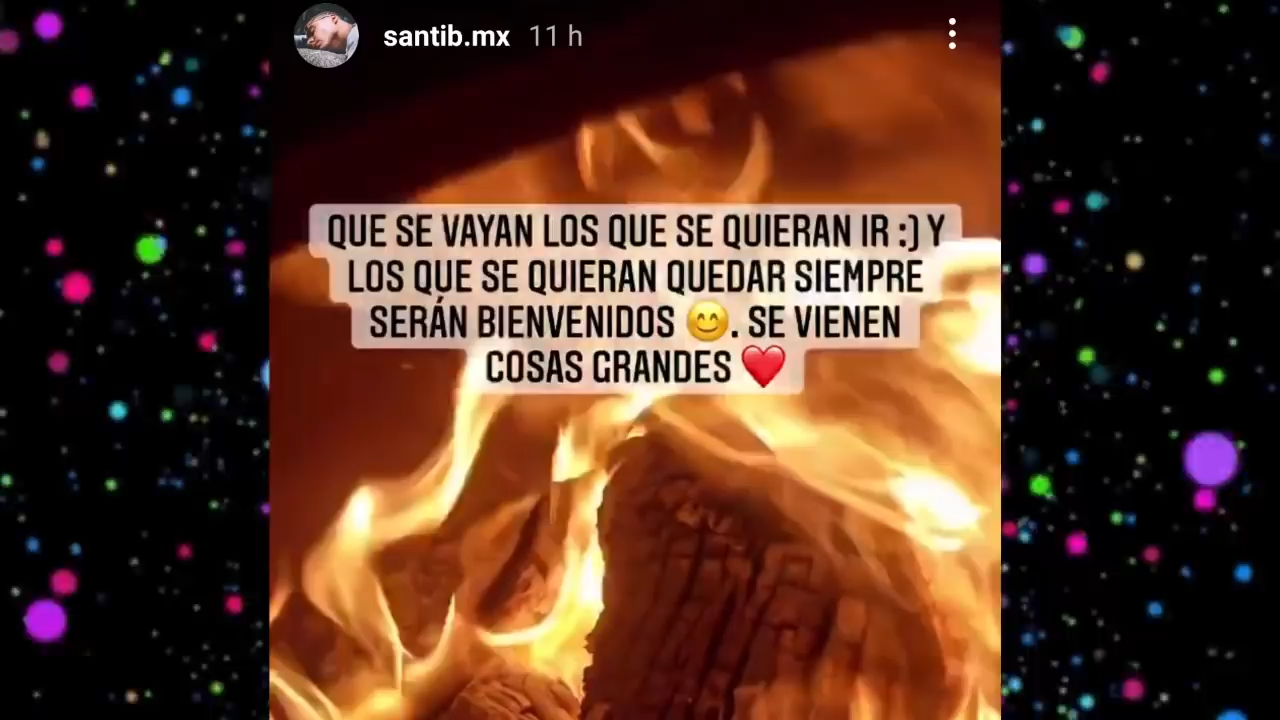 santib.mx 11 h
QUE SE VAYAN LOS QUE SE QUIERAN IR :) Y
LOS QUE SE QUIERAN QUEDAR SIEMPRE
SERÁN BIENVENIDOS 😊. SE VIENEN
COSAS GRANDES ❤️